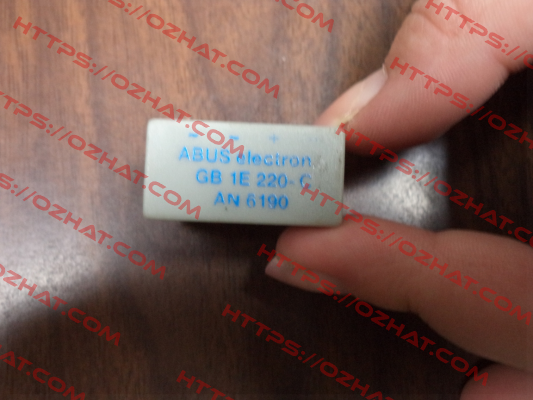 ~ ~ +
ABUS electron
GB 1E 220-
AN 6190
HTTPS://OZHAT.COM